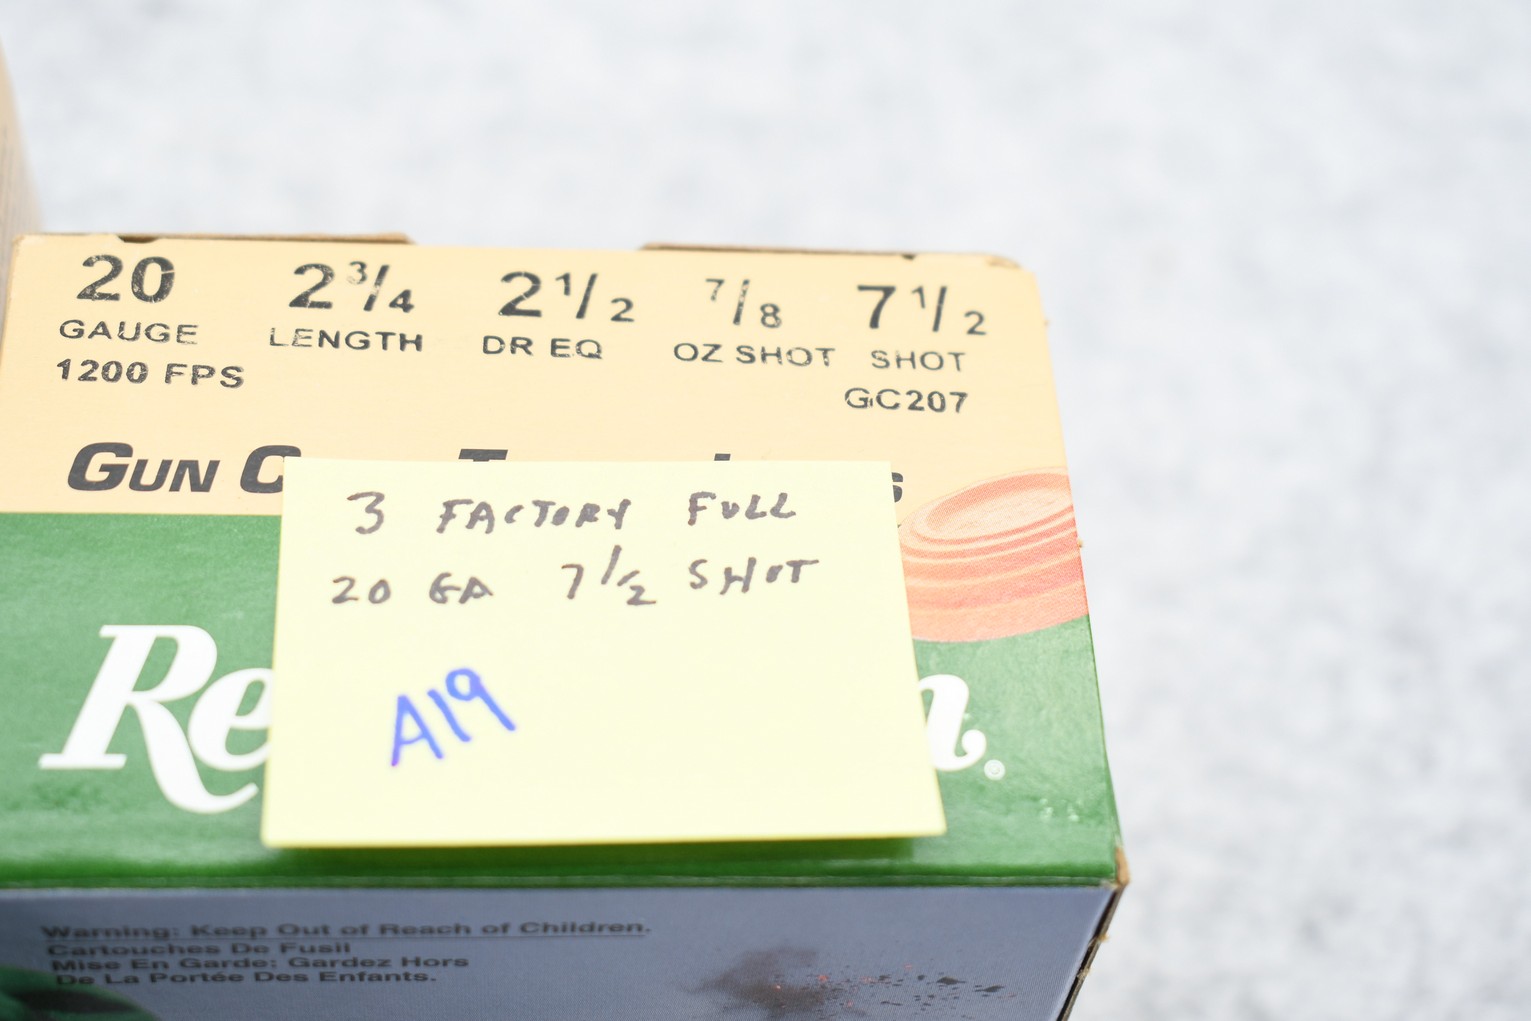 20 2 3/4 2 1/2 7/8 7 1/2
GAUGE LENGTH DR EQ OZ SHOT SHOT
1200 FPS GC207
GUN
3 FACTORY FULL
20 GA 7 1/2 SHOT
A19
Warning: Keep Out of Reach of Children.
Cartouches De Fusil
Mise En Garde: Gardez Hors
De La Portée Des Enfants.